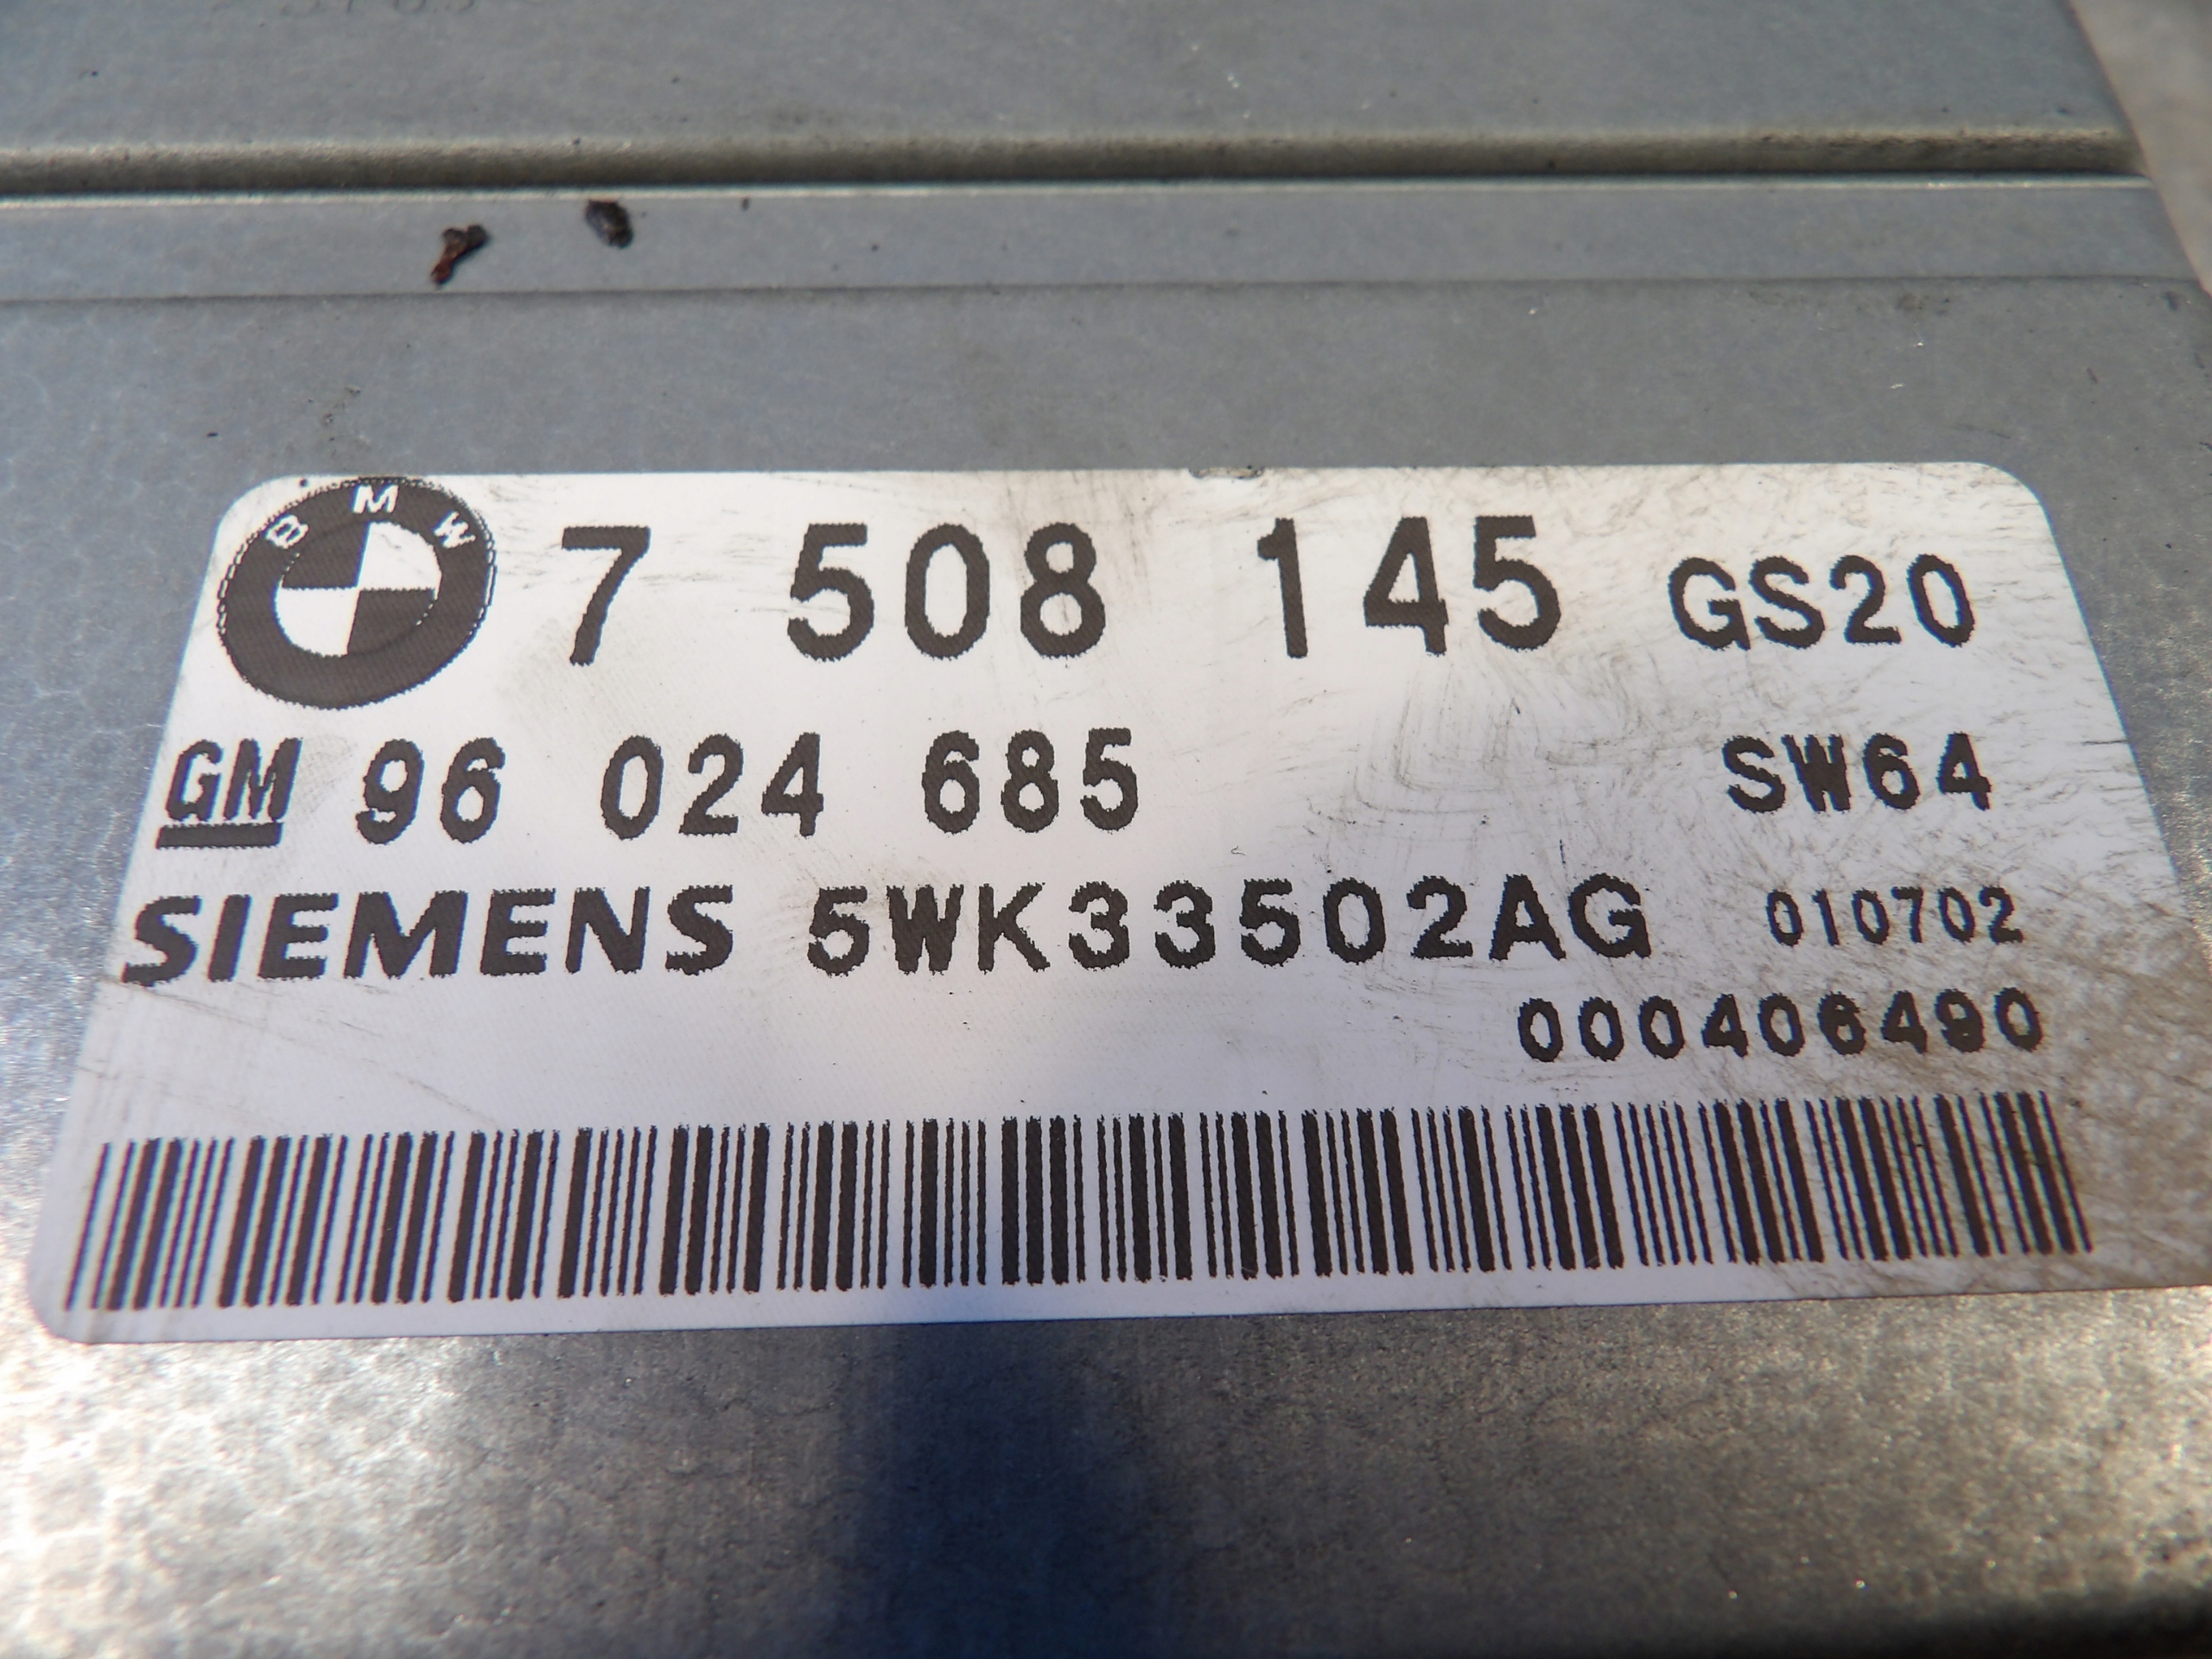 BMW 7 508 145 GS20
GM 96 024 685 SW64
SIEMENS 5WK33502AG 010702
000406490